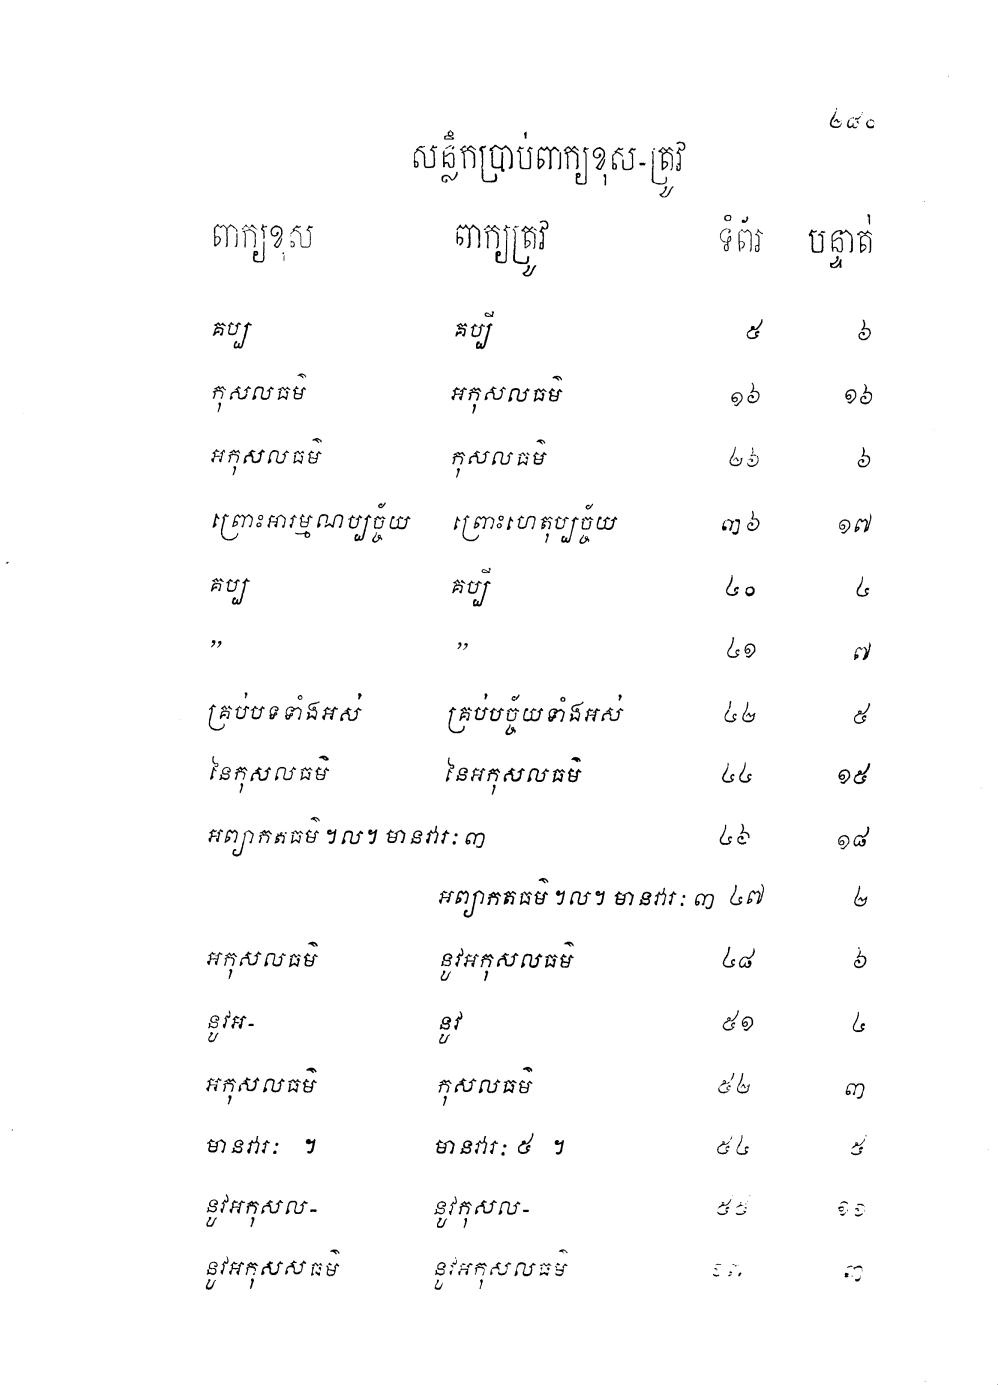 ២៨០
សន្លឹកប្រាប់ពាក្យខុស-ត្រូវ
ពាក្យខុស ពាក្យត្រូវ ទំព័រ បន្ទាត់
គប្ប គប្បី ៥ ៦
កុសលធម៌ អកុសលធម៌ ១៦ ១៦
អកុសលធម៌ កុសលធម៌ ២៦ ៦
ព្រោះអារម្មណប្បច្ច័យ ព្រោះហេតុប្បច្ច័យ ៣៦ ១៧
គប្ប គប្បី ៤០ ៤
” ” ៤១ ៧
គ្រប់បទទាំងអស់ គ្រប់បច្ច័យទាំងអស់ ៤២ ៥
នៃកុសលធម៌ នៃអកុសលធម៌ ៤៤ ១៥
អព្យាកតធម៌ ។ល។ មានវារៈ ៣ ៤៦ ១៨
អព្យាកតធម៌ ។ល។ មានវារៈ ៣ ៤៧ ២
អកុសលធម៌ នូវអកុសលធម៌ ៤៨ ៦
នូវអ- នូវ ៥១ ៤
អកុសលធម៌ កុសលធម៌ ៥២ ៣
មានវារៈ ។ មានវារៈ ៥ ។ ៥៤ ៥
នូវអកុសល- នូវកុសល- ៥៥ ១១
នូវអកុសសធម៌ នូវអកុសលធម៌ ៣